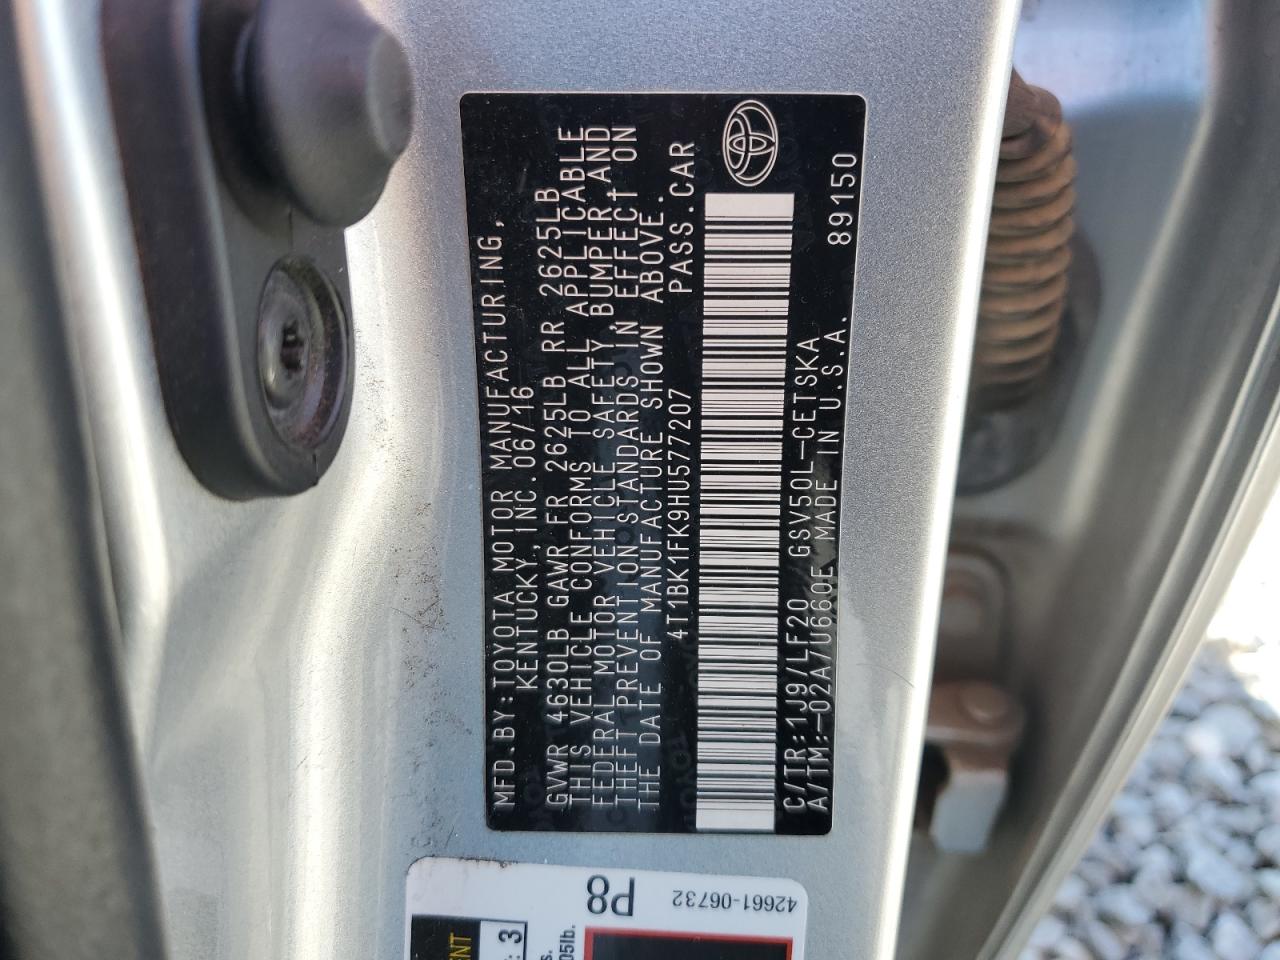 MFD.BY:TOYOTA MOTOR MANUFACTURING,
KENTUCKY, INC. 06/16
GVWR 4630LB GAWR FR 2625LB RR 2625LB
THIS VEHICLE CONFORMS TO ALL APPLICABLE
FEDERAL MOTOR VEHICLE SAFETY, BUMPER AND
THEFT PREVENTION STANDARDS IN EFFECT ON
THE DATE OF MANUFACTURE SHOWN ABOVE.
4T1BK1FK9HU577207 PASS.CAR
C/TR:1J9/LF20 GSV50L-CETSKA
A/TM:-02A/U660E MADE IN U.S.A. 89150
P8
42661-06732
: 3